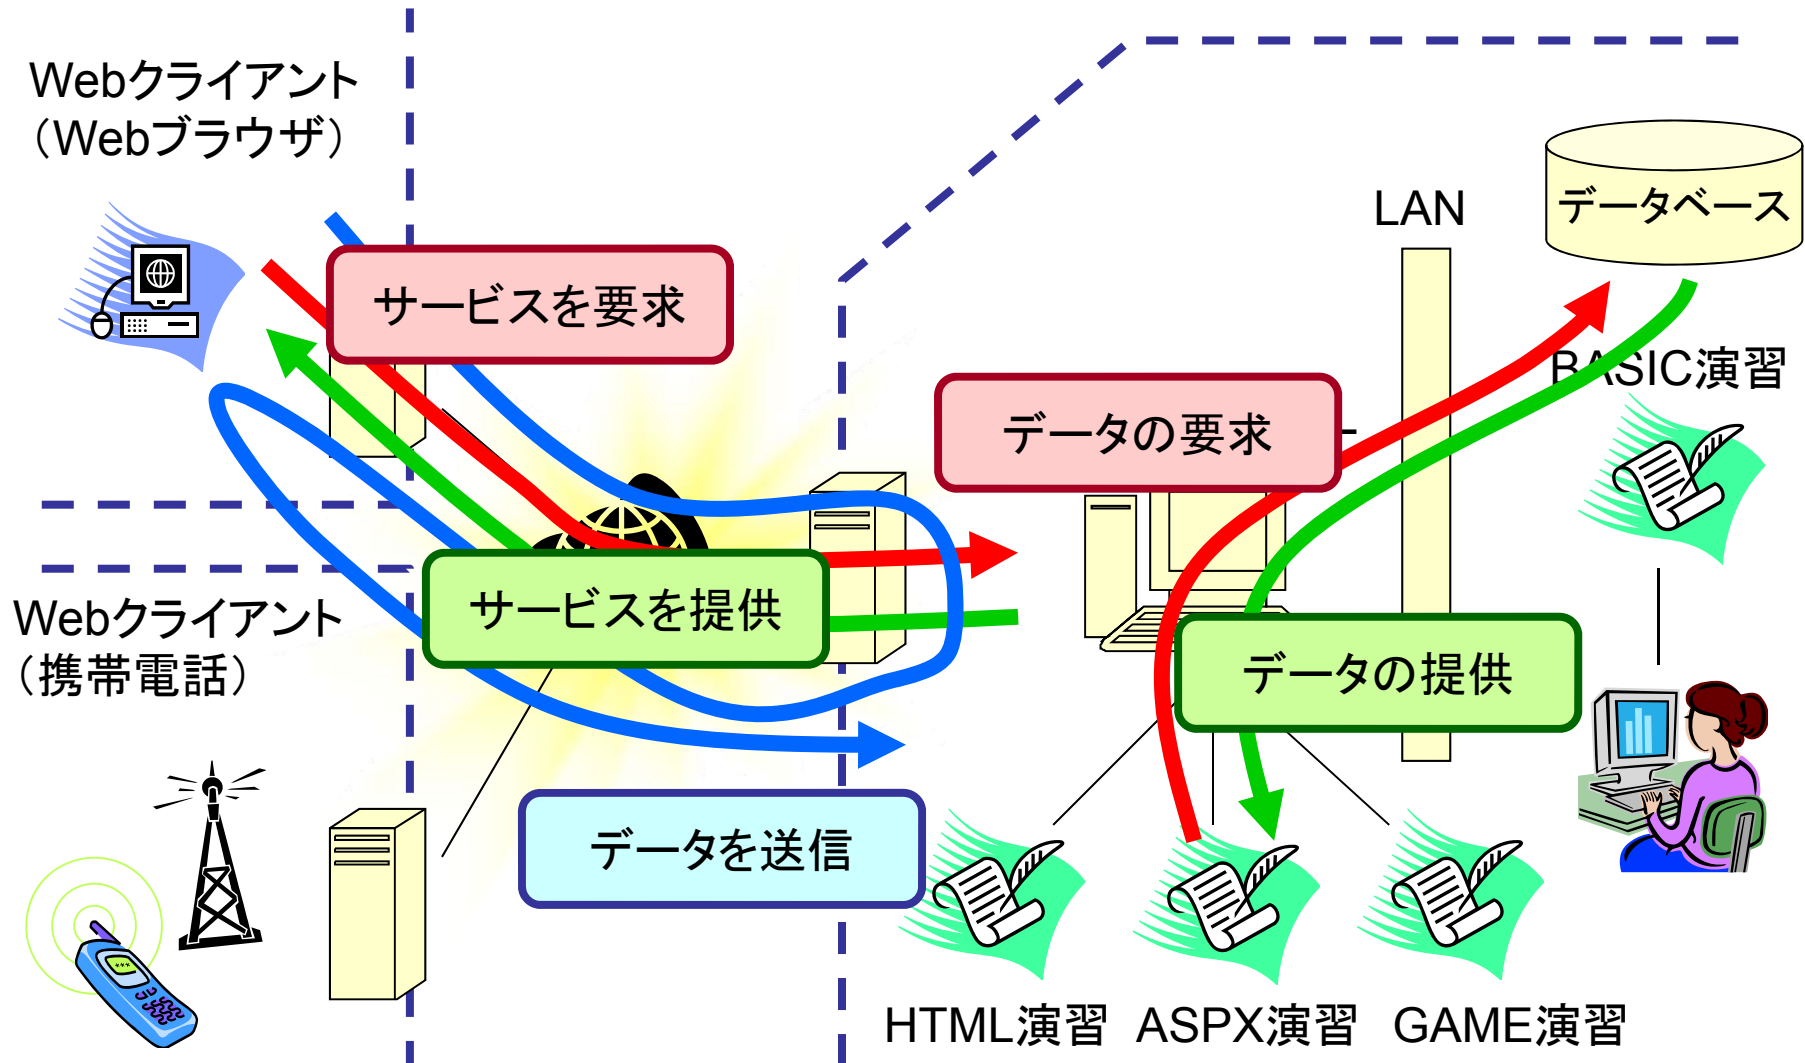 Webクライアント
（Webブラウザ）
LAN
データベース
サービスを要求
BASIC演習
データの要求
サービスを提供
Webクライアント
（携帯電話）
データの提供
データを送信
HTML演習
ASPX演習
GAME演習